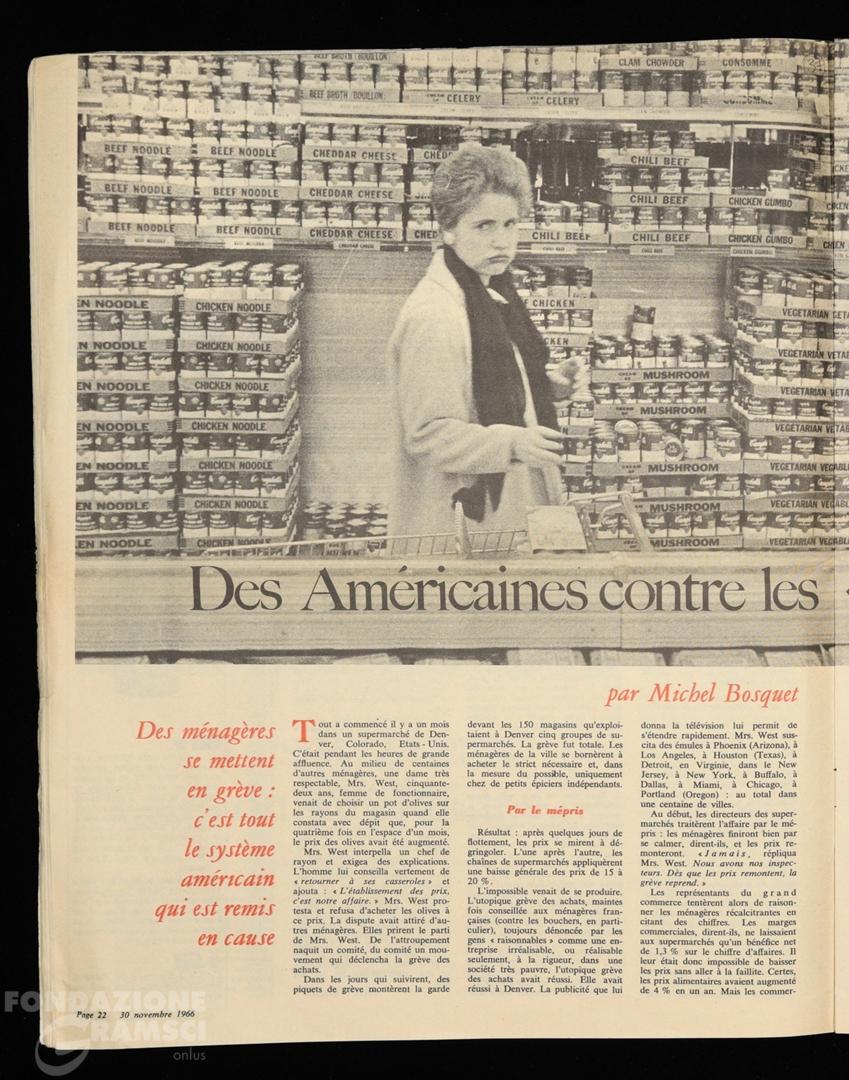 BEEF BROTH (BOUILLON)
CLAM CHOWDER
CONSOMME
BEEF BROTH (BOUILLON)
CELERY
CELERY
CONSOMME
BEEF NOODLE
BEEF NOODLE
CHEDDAR CHEESE
CHILI BEEF
BEEF NOODLE
BEEF NOODLE
CHEDDAR CHEESE
CHILI BEEF
CHICKEN GUMBO
BEEF NOODLE
BEEF NOODLE
CHEDDAR CHEESE
CHILI BEEF
CHILI BEEF
CHICKEN GUMBO
EN NOODLE
CHICKEN NOODLE
CHICKEN
VEGETARIAN
N NOODLE
CHICKEN NOODLE
CKEN
EN NOODLE
CHICKEN NOODLE
MUSHROOM
VEGETARIAN
EN NOODLE
CHICKEN NOODLE
MUSHROOM
VEGETARIAN
EN NOODLE
CHICKEN NOODLE
MUSHROOM
VEGETARIAN
EN NOODLE
CHICKEN NOODLE
MUSHROOM
VEGETARIAN
EN NOODLE
CHICKEN NOODLE
MUSHROOM
VEGETARIAN
Des Américaines contre les «
par Michel Bosquet
Des ménagères
se mettent
en grève :
c'est tout
le système
américain
qui est remis
en cause
Tout a commencé il y a un mois
dans un supermarché de Den-
ver, Colorado, Etats-Unis.
C'était pendant les heures de grande
affluence. Au milieu de centaines
d'autres ménagères, une dame très
respectable, Mrs. West, cinquante-
deux ans, femme de fonctionnaire,
venait de choisir un pot d'olives sur
les rayons du magasin quand elle
constata avec dépit que, pour la
quatrième fois en l'espace d'un mois,
le prix des olives avait été augmenté.
Mrs. West interpella un chef de
rayon et exigea des explications.
L'homme lui conseilla vertement de
« retourner à ses casseroles » et
ajouta : « L'établissement des prix,
c'est notre affaire. » Mrs West pro-
testa et refusa d'acheter les olives à
ce prix. La dispute avait attiré d'au-
tres ménagères. Elles prirent le parti
de Mrs. West. De l'attroupement
naquit un comité, du comité un mou-
vement qui déclencha la grève des
achats.
Dans les jours qui suivirent, des
piquets de grève montèrent la garde
devant les 150 magasins qu'exploi-
taient à Denver cinq groupes de su-
permarchés. La grève fut totale. Les
ménagères de la ville se bornèrent à
acheter le strict nécessaire et, dans
la mesure du possible, uniquement
chez de petits épiciers indépendants.
Par le mépris
Résultat : après quelques jours de
flottement, les prix se mirent à dé-
gringoler. L'une après l'autre, les
chaînes de supermarchés appliquèrent
une baisse générale des prix de 15 à
20 %.
L'impossible venait de se produire.
L'utopique grève des achats, maintes
fois conseillée aux ménagères fran-
çaises (contre les bouchers, en parti-
culier), toujours dénoncée par les
gens « raisonnables » comme une en-
treprise irréalisable, ou réalisable
seulement, à la rigueur, dans une
société très pauvre, l'utopique grève
des achats avait réussi. Elle avait
réussi à Denver. La publicité que lui
donna la télévision lui permit de
s'étendre rapidement. Mrs. West sus-
cita des émules à Phoenix (Arizona), à
Los Angeles, à Houston (Texas), à
Detroit, en Virginie, dans le New
Jersey, à New York, à Buffalo, à
Dallas, à Miami, à Chicago, à
Portland (Oregon) : au total dans
une centaine de villes.
Au début, les directeurs des super-
marchés traitèrent l'affaire par le mé-
pris : les ménagères finiront bien par
se calmer, dirent-ils, et les prix re-
monteront. « Jamais, répliqua
Mrs. West. Nous avons nos inspec-
teurs. Dès que les prix remontent, la
grève reprend. »
Les représentants du grand
commerce tentèrent alors de raison-
ner les ménagères récalcitrantes en
citant des chiffres. Les marges
commerciales, dirent-ils, ne laissaient
aux supermarchés qu'un bénéfice net
de 1,3 % sur le chiffre d'affaires. Il
leur était donc impossible de baisser
les prix sans aller à la faillite. Certes,
les prix alimentaires avaient augmenté
de 4 % en un an. Mais les commer-
Page 22 30 novembre 1966
FONDAZIONE
GRAMSCI
onlus